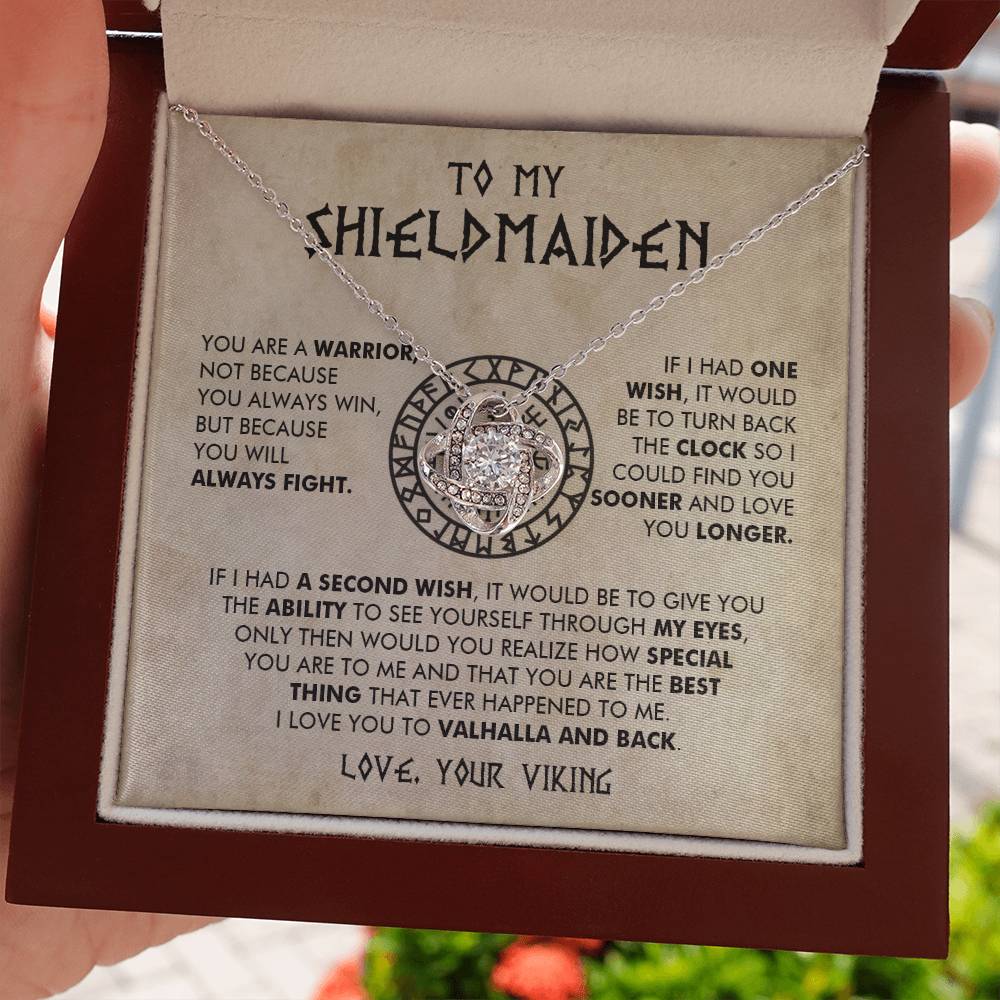 TO MY
SHIELDMAIDEN
YOU ARE A WARRIOR,
NOT BECAUSE
YOU ALWAYS WIN,
BUT BECAUSE
YOU WILL
ALWAYS FIGHT.
IF I HAD ONE
WISH, IT WOULD
BE TO TURN BACK
THE CLOCK SO I
COULD FIND YOU
SOONER AND LOVE
YOU LONGER.
IF I HAD A SECOND WISH, IT WOULD BE TO GIVE YOU
THE ABILITY TO SEE YOURSELF THROUGH MY EYES,
ONLY THEN WOULD YOU REALIZE HOW SPECIAL
YOU ARE TO ME AND THAT YOU ARE THE BEST
THING THAT EVER HAPPENED TO ME.
I LOVE YOU TO VALHALLA AND BACK.
LOVE, YOUR VIKING